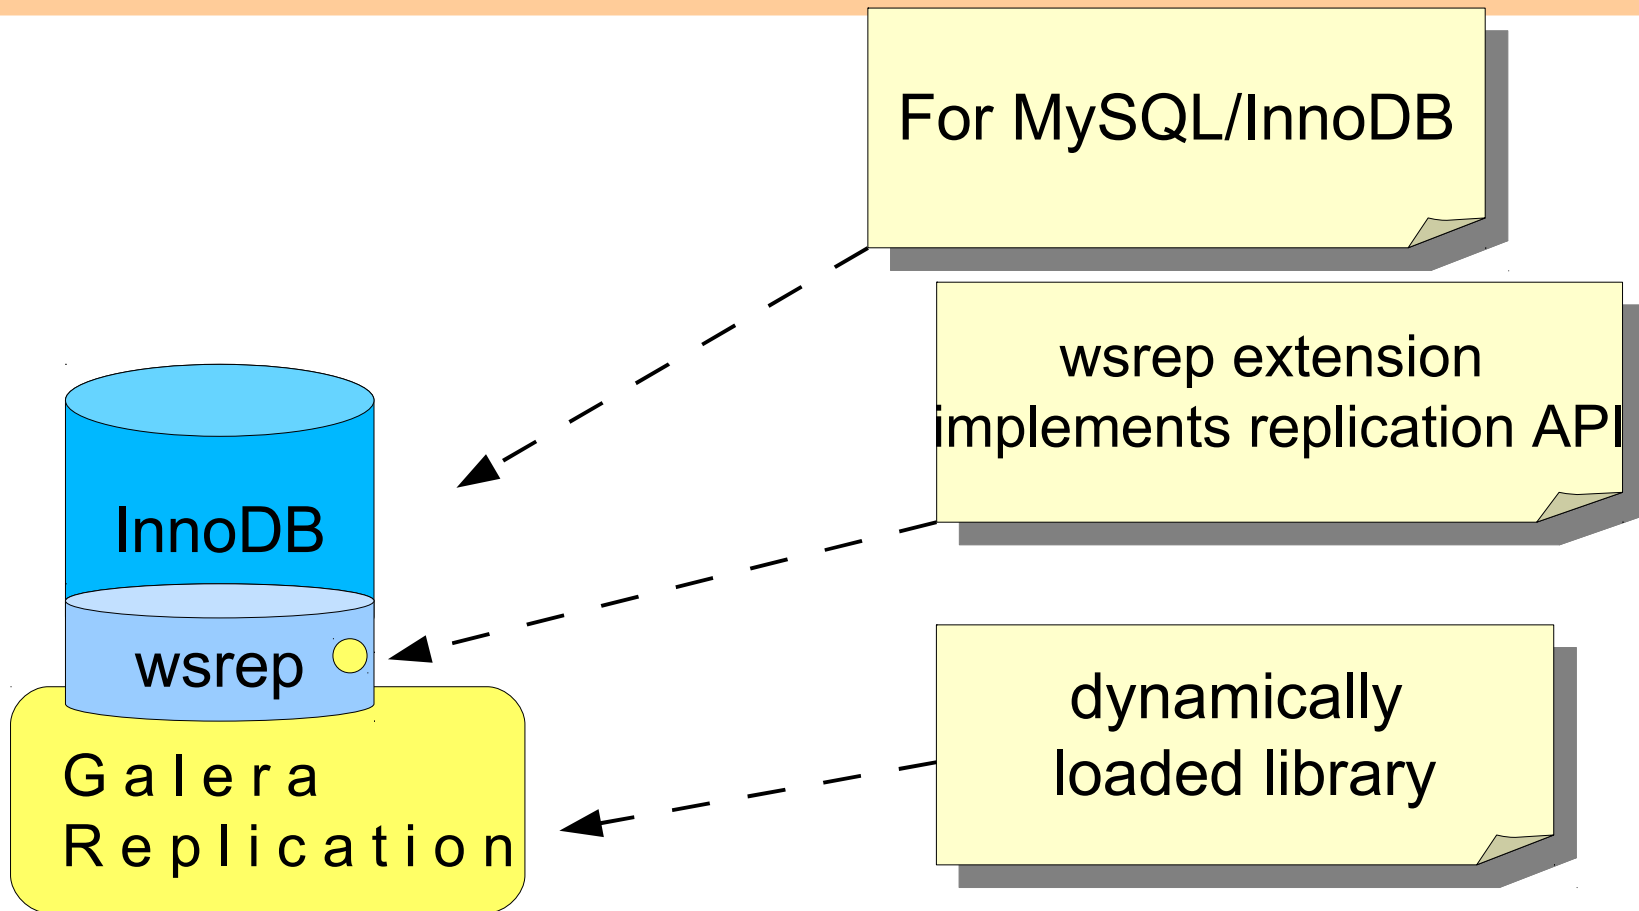 For MySQL/InnoDB
wsrep extension
implements replication API
InnoDB
wsrep
dynamically
loaded library
Galera
Replication